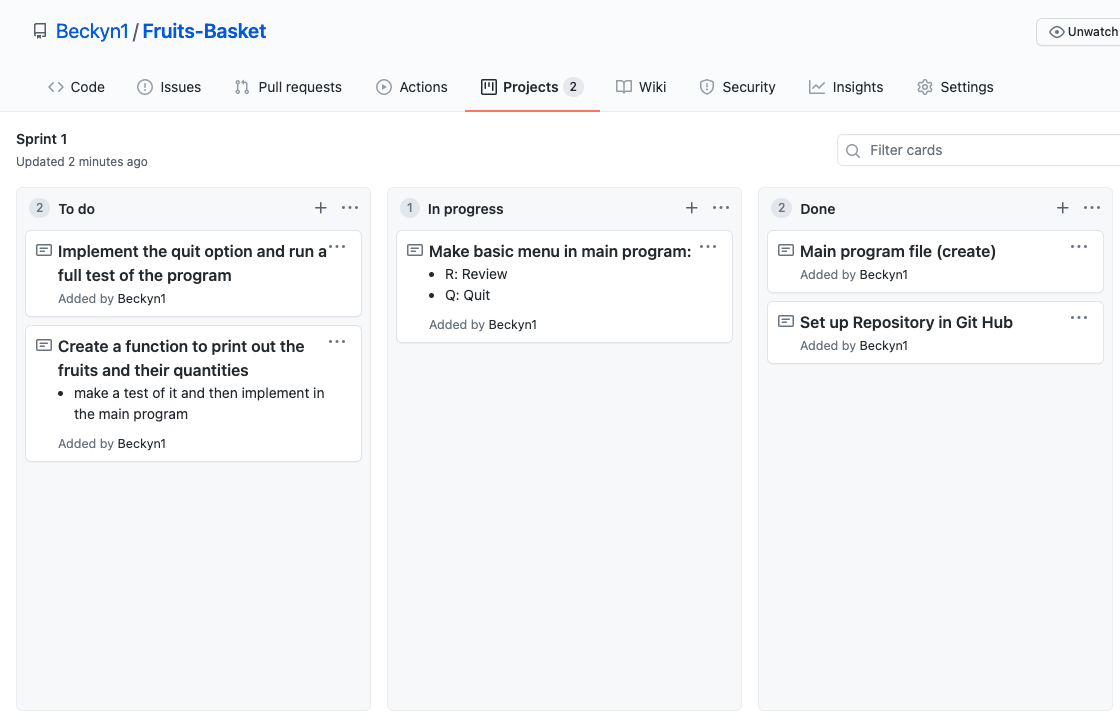 Beckyn1 / Fruits-Basket
Unwatch
Code
Issues
Pull requests
Actions
Projects 2
Wiki
Security
Insights
Settings
Sprint 1
Updated 2 minutes ago
Filter cards
2 To do
Implement the quit option and run a
full test of the program
Added by Beckyn1
Create a function to print out the
fruits and their quantities
• make a test of it and then implement in
the main program
Added by Beckyn1
1 In progress
Make basic menu in main program:
• R: Review
• Q: Quit
Added by Beckyn1
2 Done
Main program file (create)
Added by Beckyn1
Set up Repository in Git Hub
Added by Beckyn1